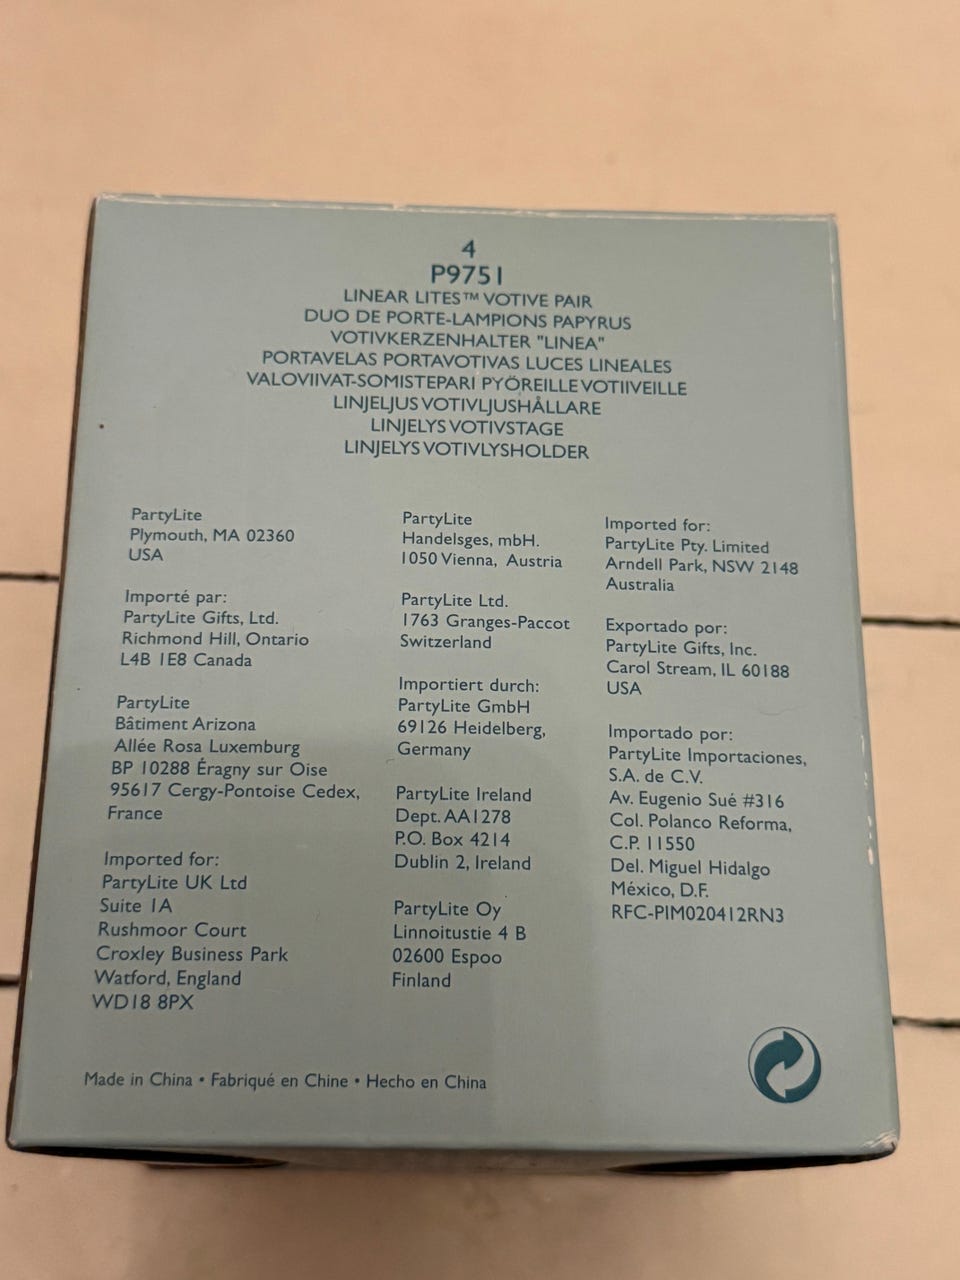 4
P9751
LINEAR LITES™ VOTIVE PAIR
DUO DE PORTE-LAMPIONS PAPYRUS
VOTIVKERZENHALTER "LINEA"
PORTAVELAS PORTAVOTIVAS LUCES LINEALES
VALOVIIVAT-SOMISTEPARI PYÖREILLE VOTIIVEILLE
LINJELJUS VOTIVLJUSHÅLLARE
LINJELYS VOTIVSTAGE
LINJELYS VOTIVLYSHOLDER
PartyLite
Plymouth, MA 02360
USA
Importé par:
PartyLite Gifts, Ltd.
Richmond Hill, Ontario
L4B 1E8 Canada
PartyLite
Bâtiment Arizona
Allée Rosa Luxemburg
BP 10288 Éragny sur Oise
95617 Cergy-Pontoise Cedex,
France
Imported for:
PartyLite UK Ltd
Suite 1A
Rushmoor Court
Croxley Business Park
Watford, England
WD18 8PX
PartyLite
Handelsges, mbH.
1050 Vienna, Austria
PartyLite Ltd.
1763 Granges-Paccot
Switzerland
Importiert durch:
PartyLite GmbH
69126 Heidelberg,
Germany
PartyLite Ireland
Dept. AA1278
P.O. Box 4214
Dublin 2, Ireland
PartyLite Oy
Linnoitustie 4 B
02600 Espoo
Finland
Imported for:
PartyLite Pty. Limited
Arndell Park, NSW 2148
Australia
Exportado por:
PartyLite Gifts, Inc.
Carol Stream, IL 60188
USA
Importado por:
PartyLite Importaciones,
S.A. de C.V.
Av. Eugenio Sué #316
Col. Polanco Reforma,
C.P. 11550
Del. Miguel Hidalgo
México, D.F.
RFC-PIM020412RN3
Made in China • Fabriqué en Chine • Hecho en China